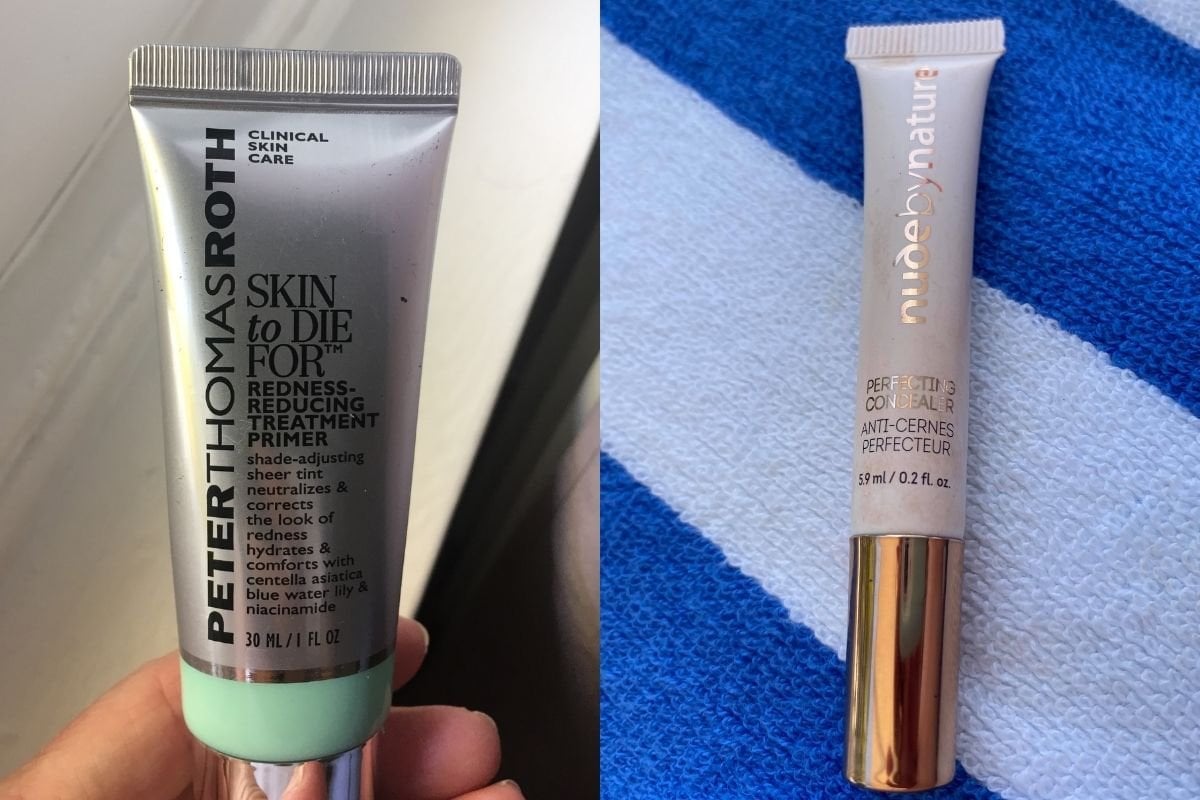 PETERTHOMASROTH
CLINICAL
SKIN
CARE
SKIN
to DIE
FOR™
REDNESS-
REDUCING
TREATMENT
PRIMER
shade-adjusting
sheer tint
neutralizes &
corrects
the look of
redness
hydrates &
comforts with
centella asiatica
blue water lily &
niacinamide
30 ML / 1 FL OZ
nudebynature
PERFECTING
CONCEALER
ANTI-CERNES
PERFECTEUR
5.9 ml / 0.2 fl. oz.